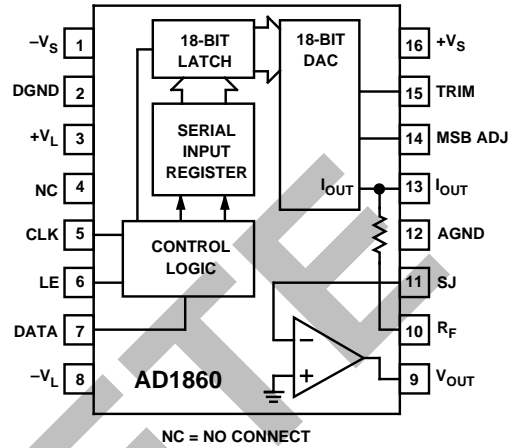 –VS 1
DGND 2
+VL 3
NC 4
CLK 5
LE 6
DATA 7
–VL 8
18-BIT
LATCH
SERIAL
INPUT
REGISTER
CONTROL
LOGIC
18-BIT
DAC
IOUT
16 +VS
15 TRIM
14 MSB ADJ
13 IOUT
12 AGND
11 SJ
10 RF
9 VOUT
–
+
AD1860
NC = NO CONNECT